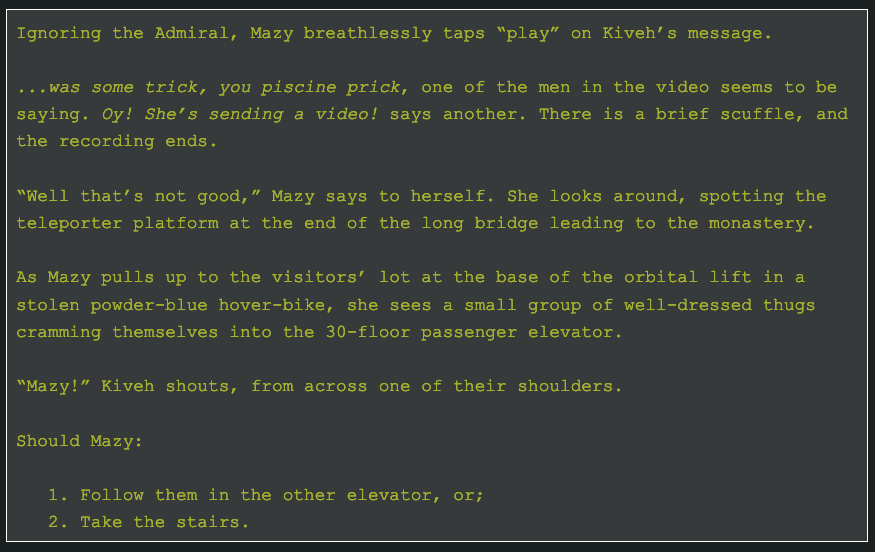 Ignoring the Admiral, Mazy breathlessly taps “play” on Kiveh’s message.
...was some trick, you piscine prick, one of the men in the video seems to be
saying. Oy! She’s sending a video! says another. There is a brief scuffle, and
the recording ends.
“Well that’s not good,” Mazy says to herself. She looks around, spotting the
teleporter platform at the end of the long bridge leading to the monastery.
As Mazy pulls up to the visitors’ lot at the base of the orbital lift in a
stolen powder-blue hover-bike, she sees a small group of well-dressed thugs
cramming themselves into the 30-floor passenger elevator.
“Mazy!” Kiveh shouts, from across one of their shoulders.
Should Mazy:
1. Follow them in the other elevator, or;
2. Take the stairs.